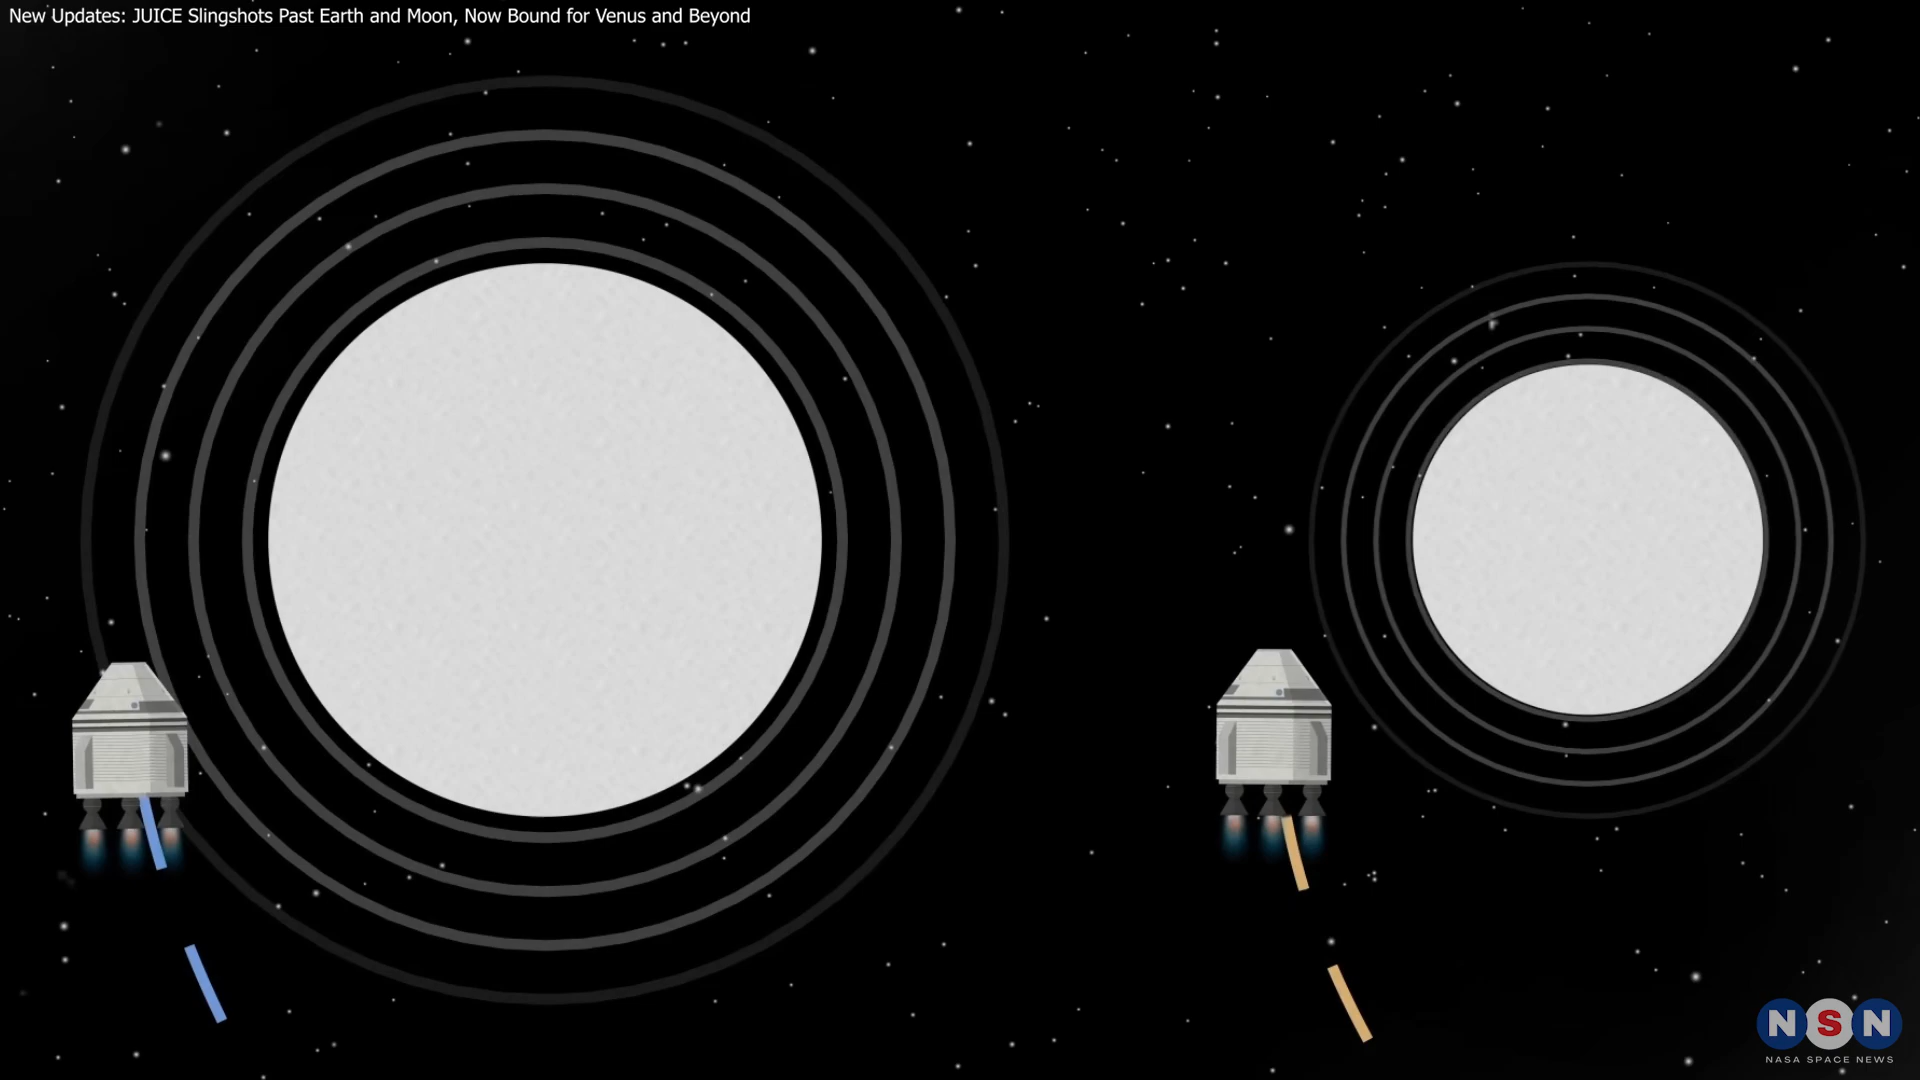 New Updates: JUICE Slingshots Past Earth and Moon, Now Bound for Venus and Beyond
NSN
NASA SPACE NEWS